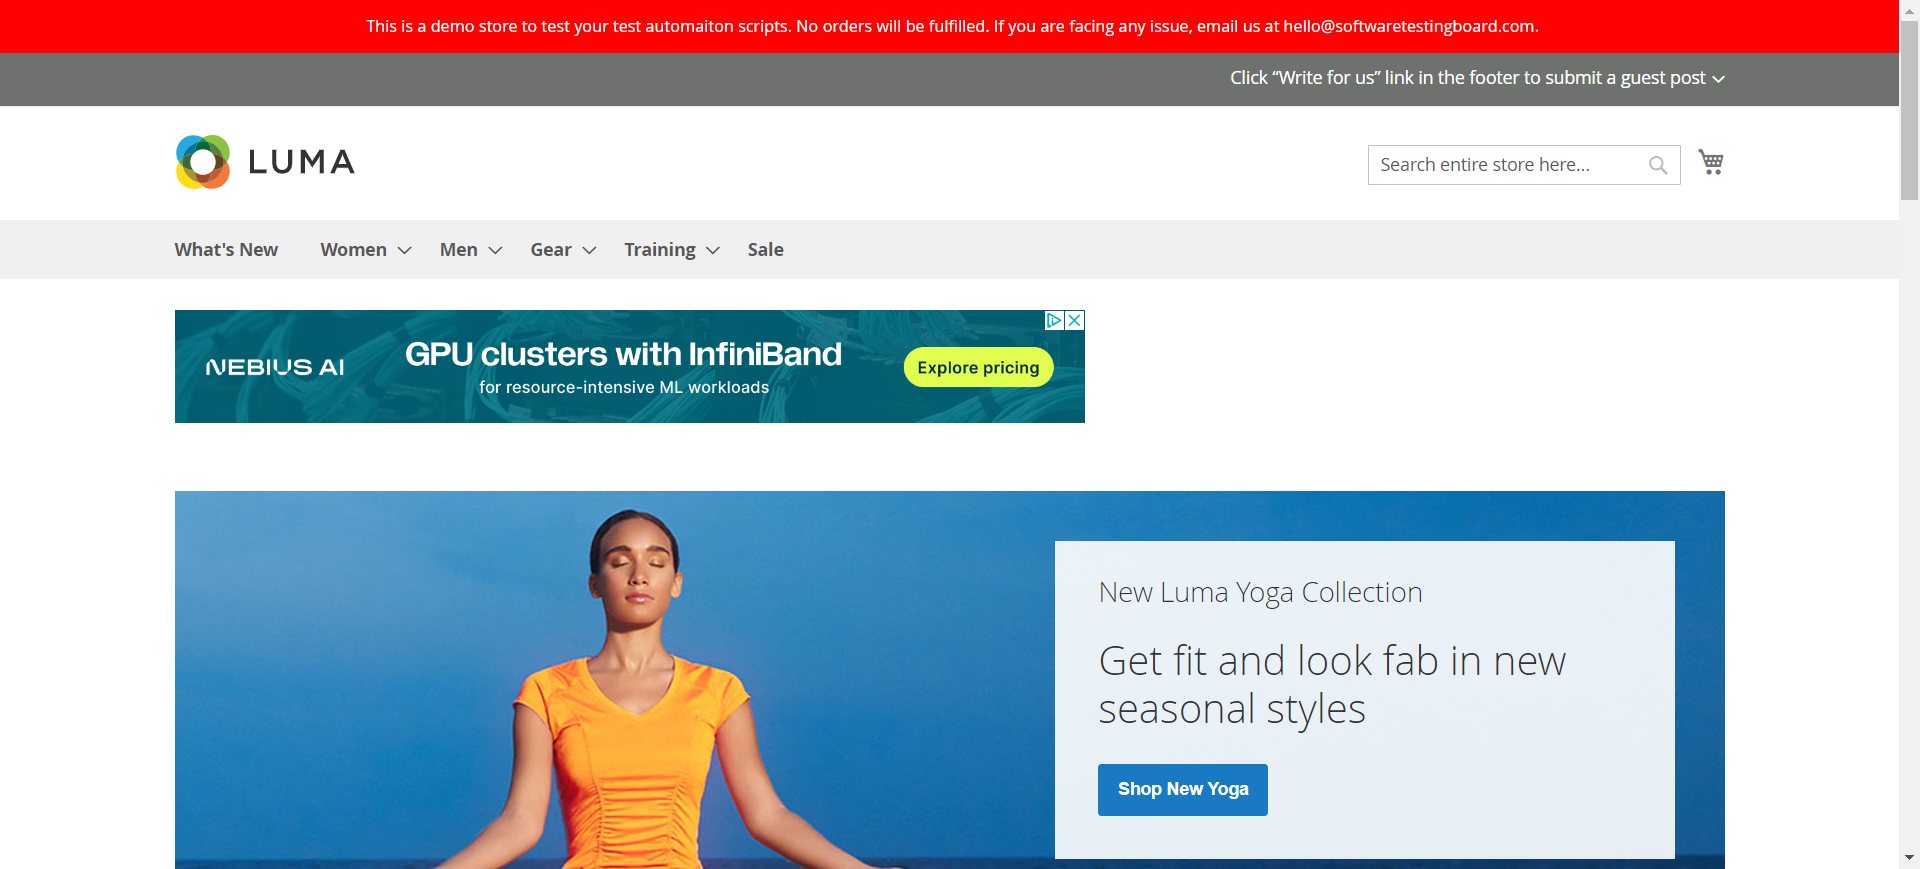 This is a demo store to test your test automaiton scripts. No orders will be fulfilled. If you are facing any issue, email us at hello@softwaretestingboard.com.
Click “Write for us” link in the footer to submit a guest post
LUMA
Search entire store here...
What's New Women Men Gear Training Sale
NEBIUS AI
GPU clusters with InfiniBand
for resource-intensive ML workloads
Explore pricing
New Luma Yoga Collection
Get fit and look fab in new
seasonal styles
Shop New Yoga